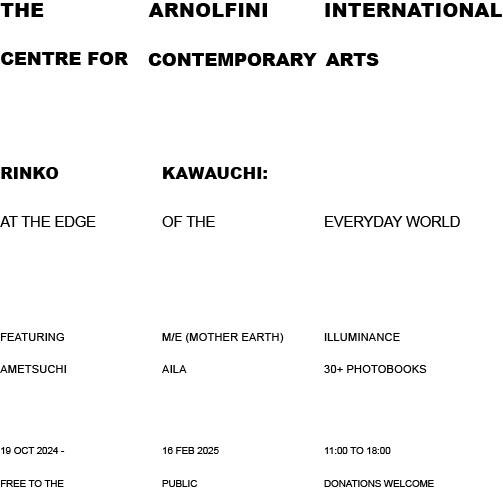 THE ARNOLFINI INTERNATIONAL
CENTRE FOR CONTEMPORARY ARTS
RINKO KAWAUCHI:
AT THE EDGE OF THE EVERYDAY WORLD
FEATURING M/E (MOTHER EARTH) ILLUMINANCE
AMETSUCHI AILA 30+ PHOTOBOOKS
19 OCT 2024 - 16 FEB 2025 11:00 TO 18:00
FREE TO THE PUBLIC DONATIONS WELCOME